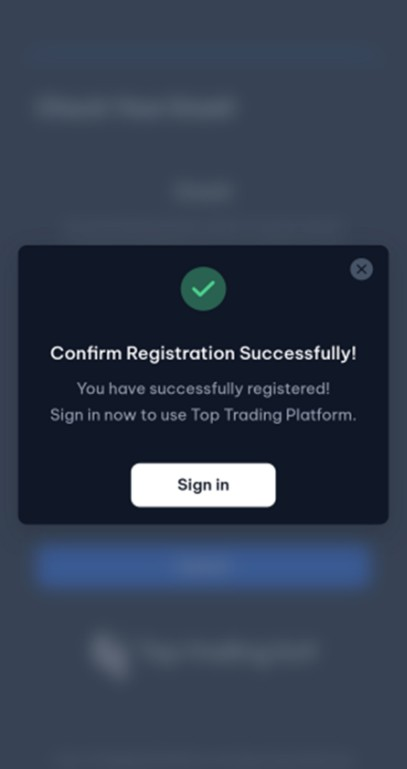 Confirm Registration Successfully!
You have successfully registered!
Sign in now to use Top Trading Platform.
Sign in